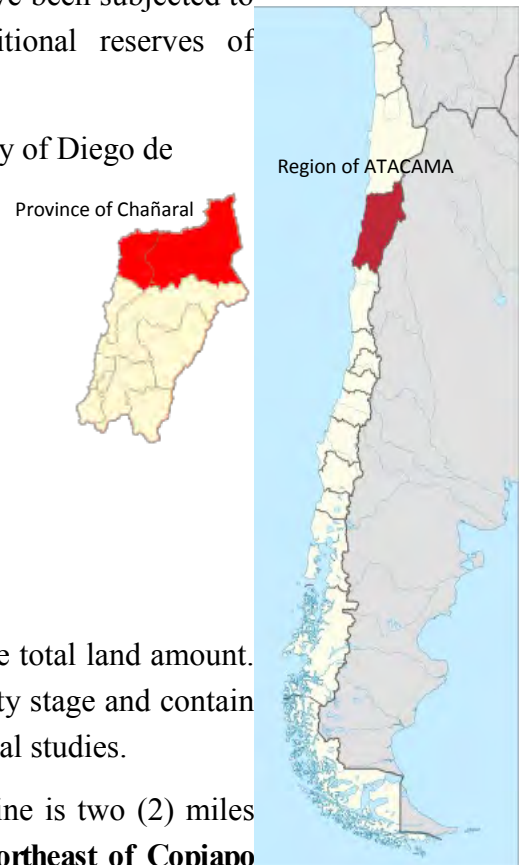 ve been subjected to
itional reserves of
y of Diego de
Region of ATACAMA
Province of Chañaral
e total land amount.
ty stage and contain
al studies.
ine is two (2) miles
ortheast of Copiapo